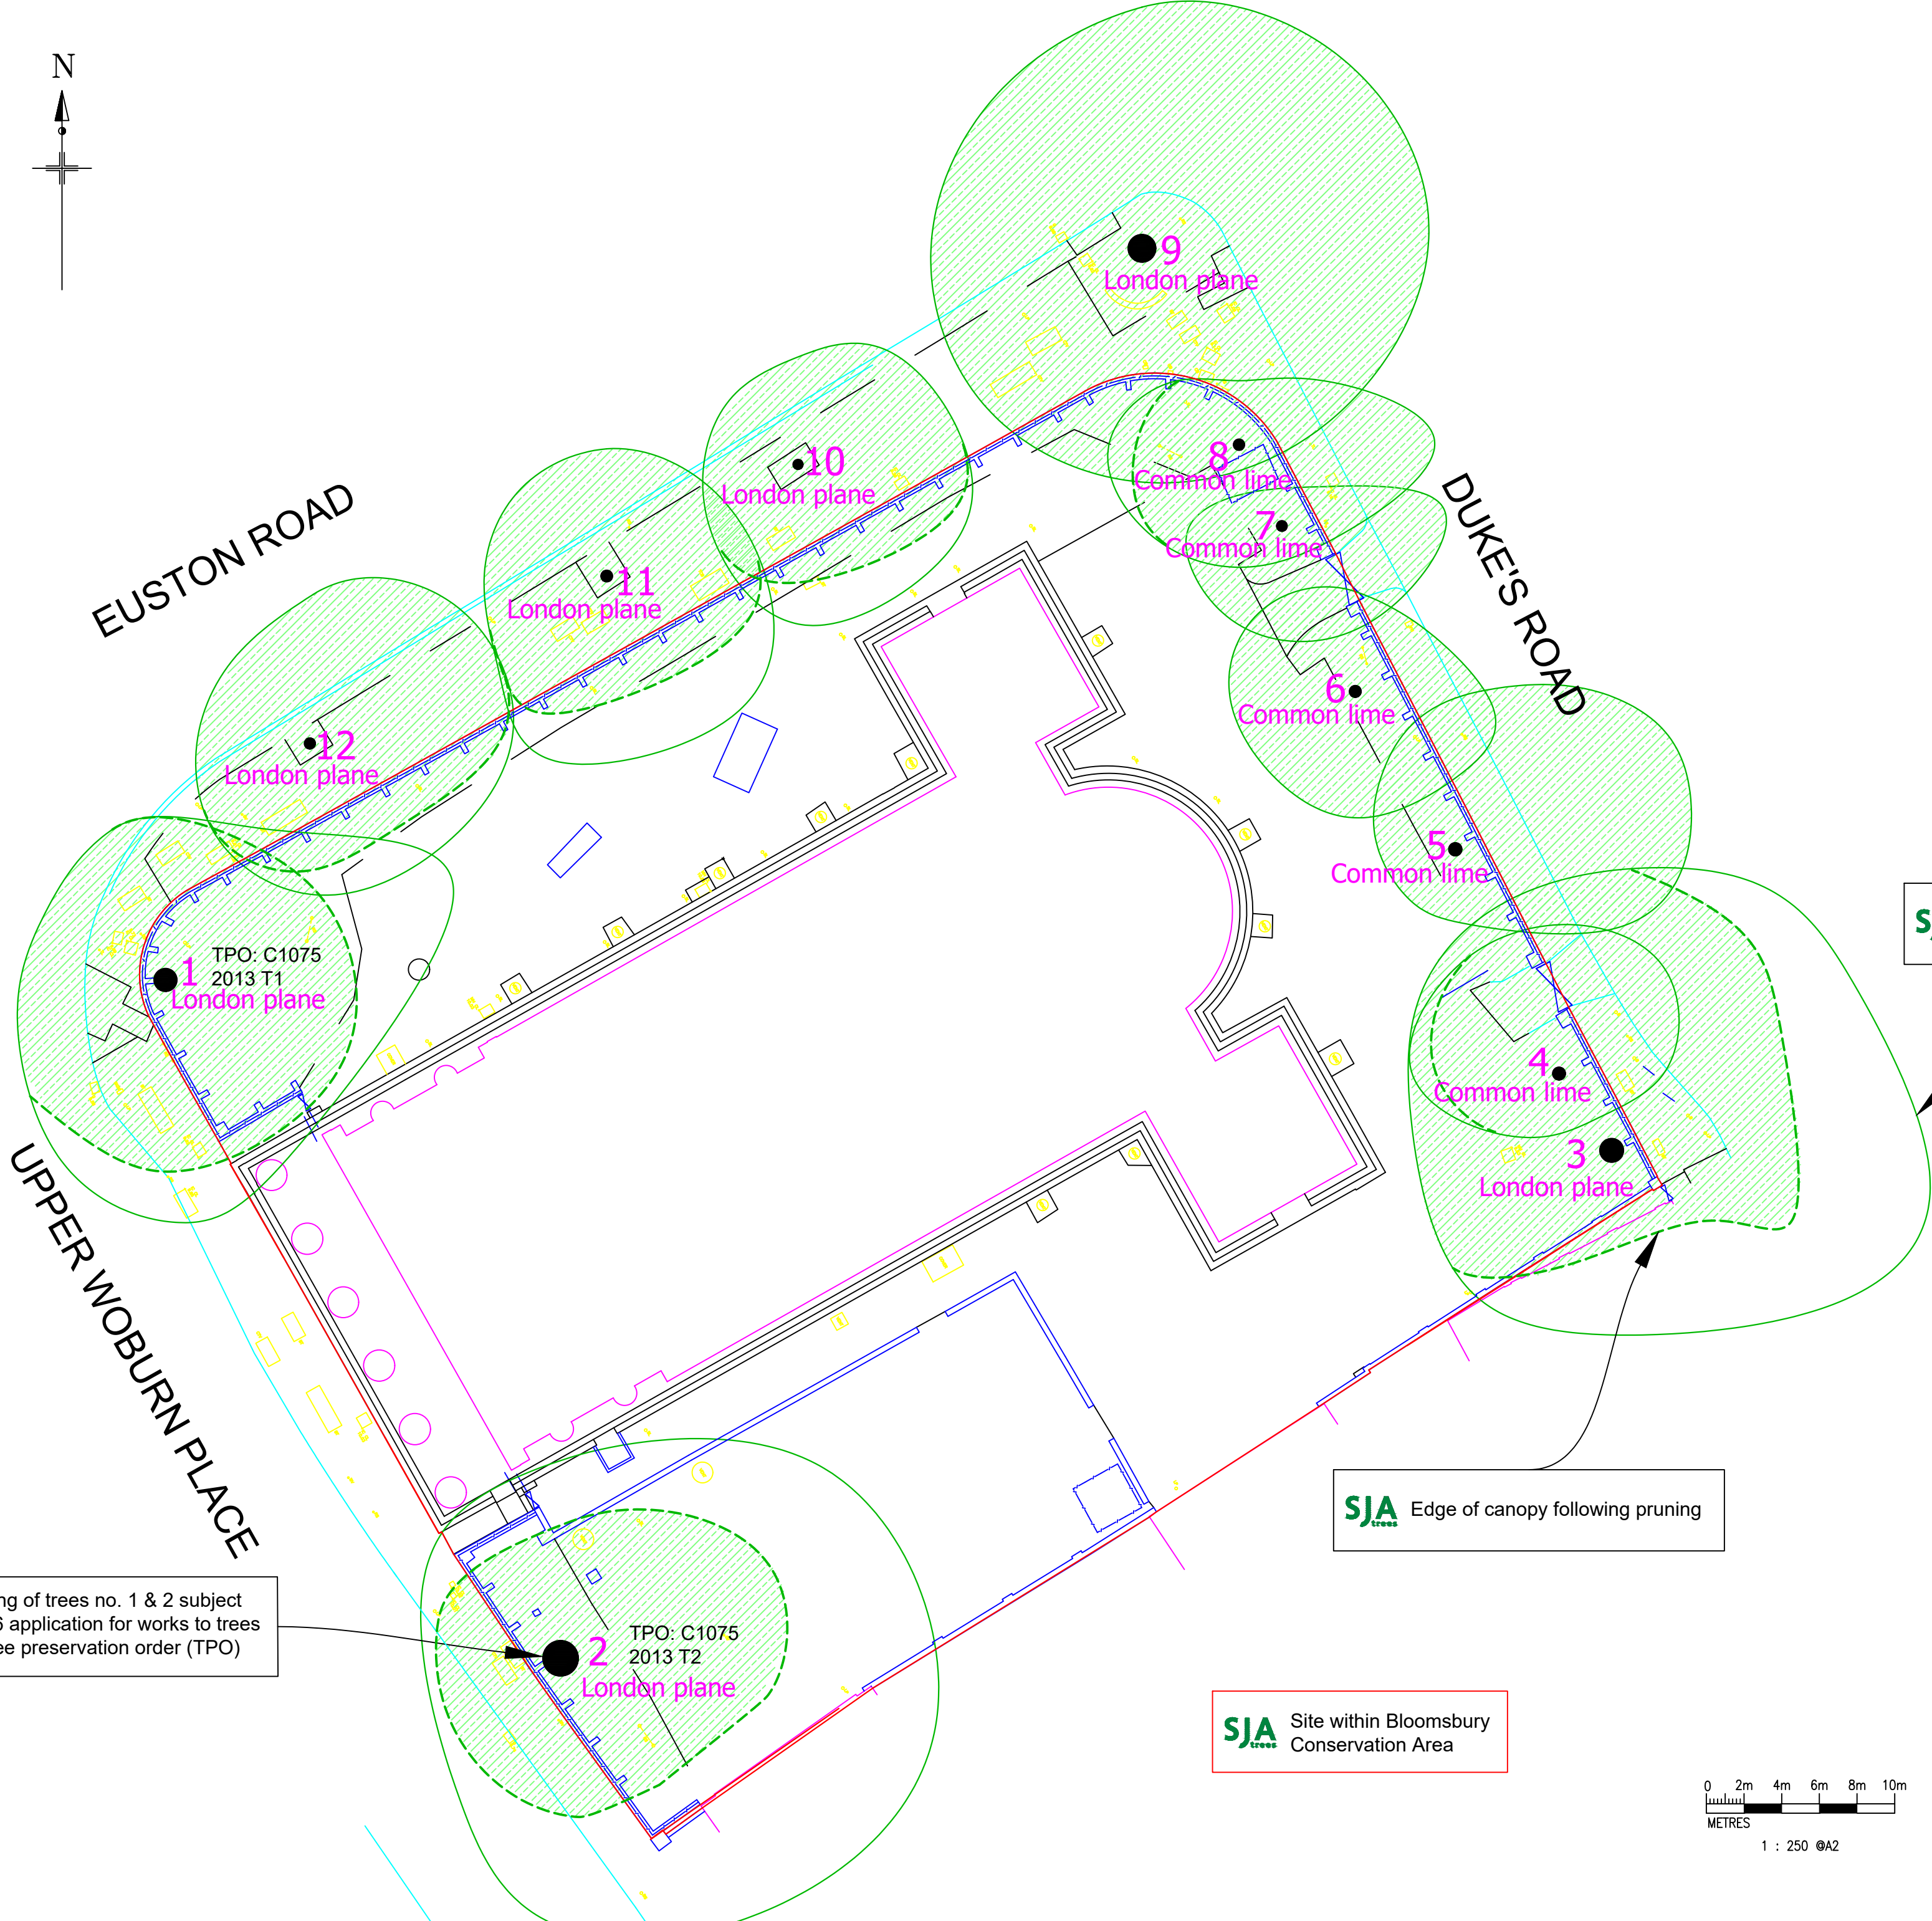 N
EUSTON ROAD
DUKE'S ROAD
UPPER WOBURN PLACE
9
London plane
8
Common lime
7
Common lime
10
London plane
11
London plane
12
London plane
6
Common lime
5
Common lime
1
TPO: C1075
2013 T1
London plane
4
Common lime
3
London plane
2
TPO: C1075
2013 T2
London plane
SJA trees
Edge of canopy following pruning
of trees no. 1 & 2 subject
application for works to trees
preservation order (TPO)
SJA trees
Site within Bloomsbury
Conservation Area
0 2m 4m 6m 8m 10m
METRES
1 : 250 @A2